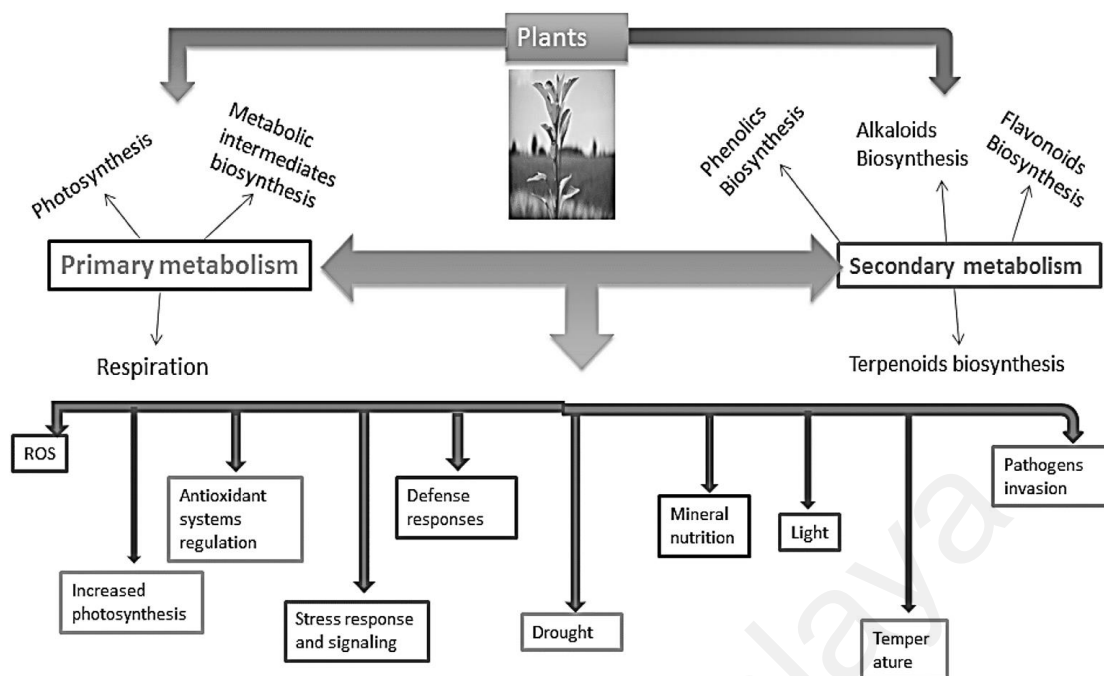 Plants
Photosynthesis
Metabolic
intermediates
biosynthesis
Phenolics
Biosynthesis
Alkaloids
Biosynthesis
Flavonoids
Biosynthesis
Primary metabolism
Secondary metabolism
Respiration
Terpenoids biosynthesis
ROS
Increased
photosynthesis
Antioxidant
systems
regulation
Stress response
and signaling
Defense
responses
Drought
Mineral
nutrition
Light
Temper
ature
Pathogens
invasion
laya